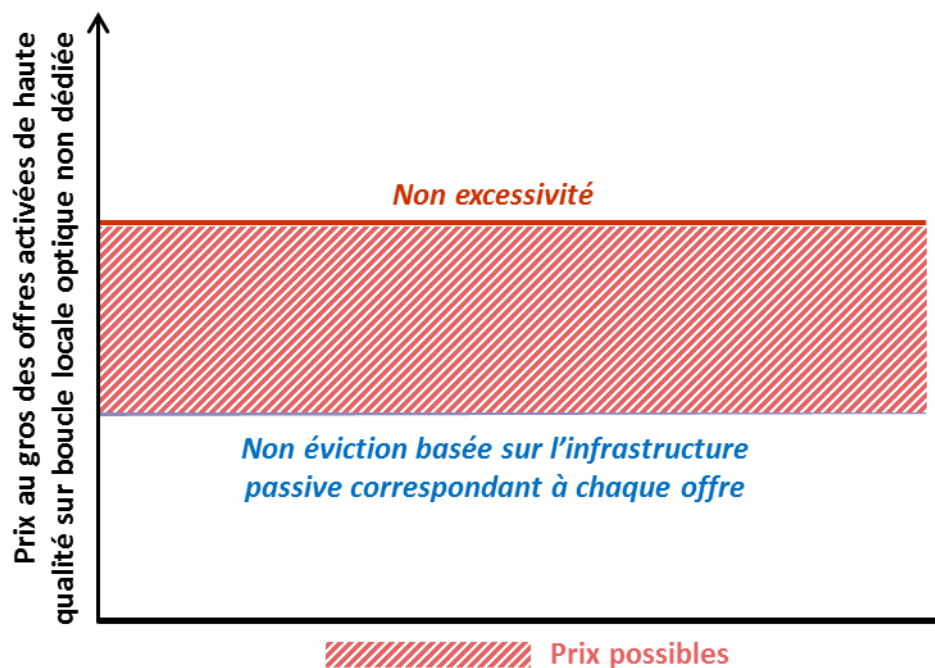 Prix au gros des offres activées de haute
qualité sur boucle locale optique non dédiée
Non excessivité
Non éviction basée sur l'infrastructure
passive correspondant à chaque offre
Prix possibles